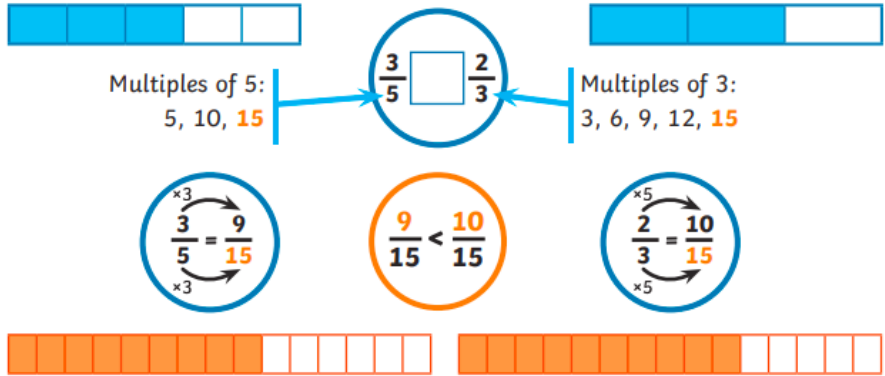 3/5 □ 2/3
Multiples of 5:
5, 10, 15
Multiples of 3:
3, 6, 9, 12, 15
×3
3/5 = 9/15
×3
9/15 < 10/15
×5
2/3 = 10/15
×5